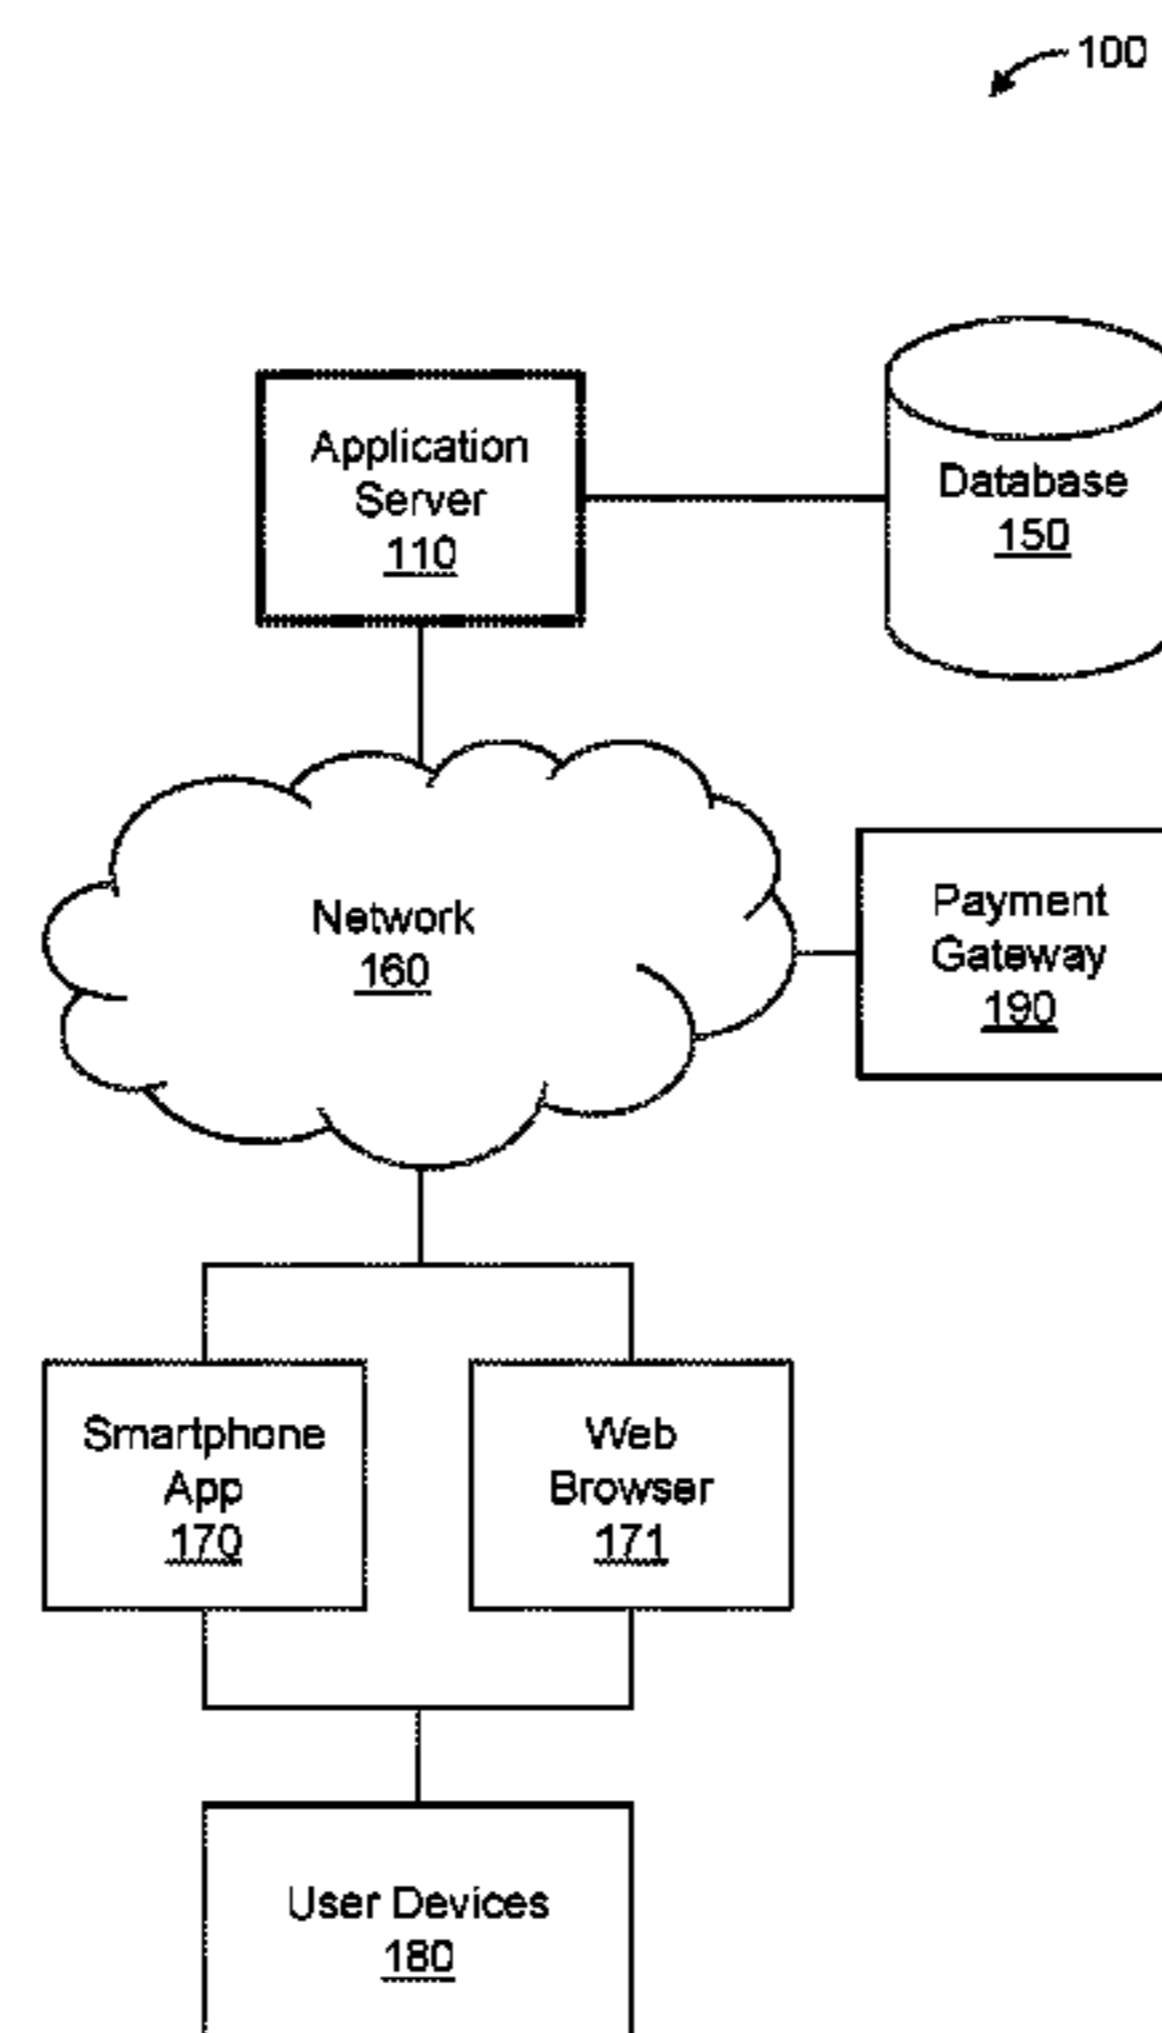 100
Application
Server
110
Database
150
Network
160
Payment
Gateway
190
Smartphone
App
170
Web
Browser
171
User Devices
180